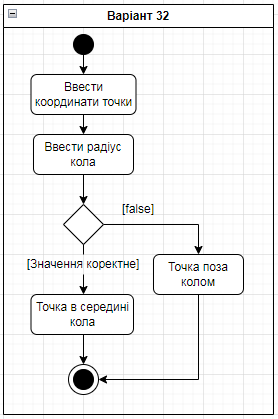 Варіант 32
Ввести
координати точки
Ввести радіус
кола
[false]
[Значення коректне]
Точка поза
колом
Точка в середині
кола